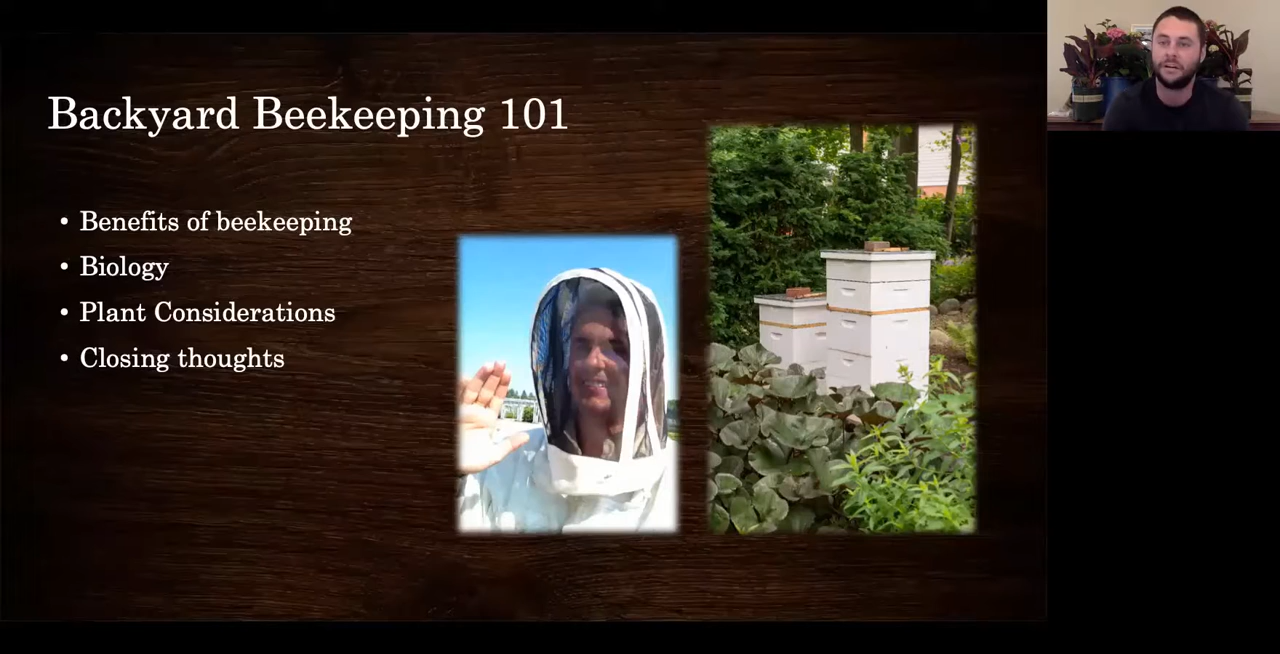 Backyard Beekeeping 101
• Benefits of beekeeping
• Biology
• Plant Considerations
• Closing thoughts